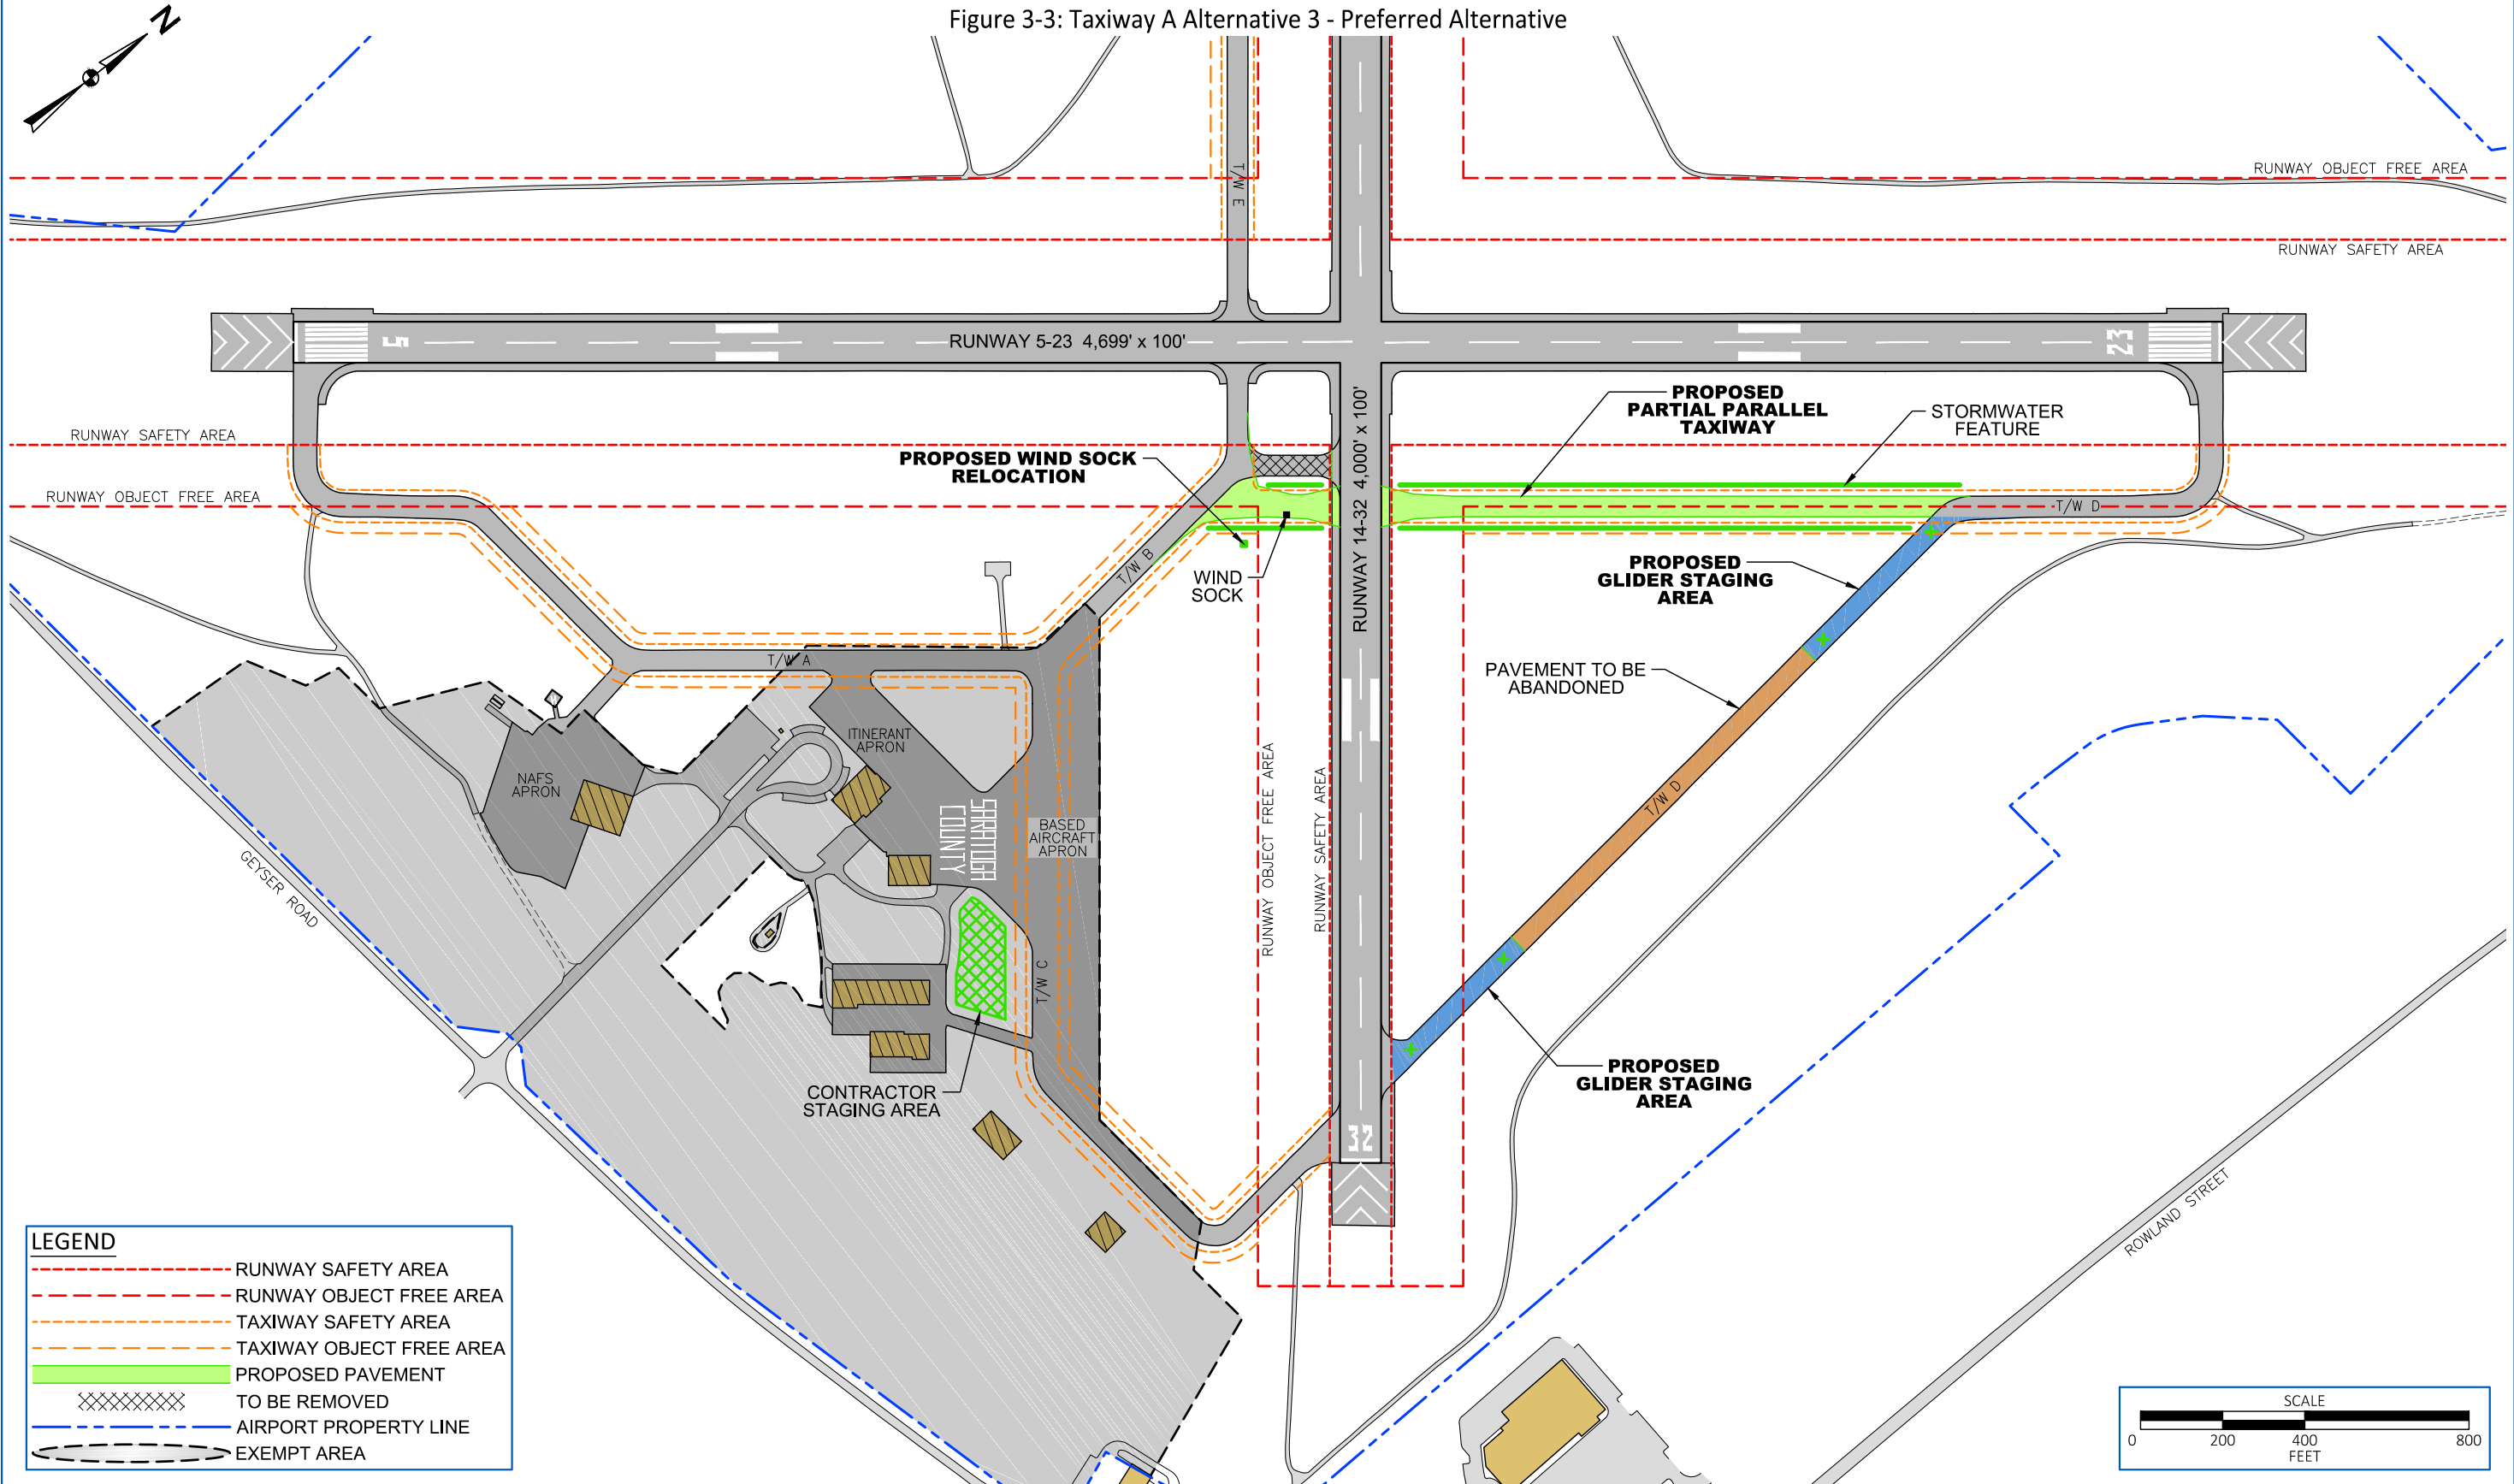 Figure 3-3: Taxiway A Alternative 3 - Preferred Alternative
N
RUNWAY OBJECT FREE AREA
T/W E
RUNWAY SAFETY AREA
5
RUNWAY 5-23 4,699' x 100'
23
PROPOSED
PARTIAL PARALLEL
TAXIWAY
STORMWATER
FEATURE
RUNWAY SAFETY AREA
PROPOSED WIND SOCK
RELOCATION
RUNWAY 14-32 4,000' x 100'
RUNWAY OBJECT FREE AREA
T/W D
T/W B
WIND
SOCK
PROPOSED
GLIDER STAGING
AREA
T/W A
PAVEMENT TO BE
ABANDONED
ITINERANT
APRON
NAFS
APRON
SARATOGA
COUNTY
BASED
AIRCRAFT
APRON
RUNWAY OBJECT FREE AREA
RUNWAY SAFETY AREA
T/W D
GEYSER ROAD
T/W C
CONTRACTOR
STAGING AREA
PROPOSED
GLIDER STAGING
AREA
32
ROWLAND STREET
LEGEND
RUNWAY SAFETY AREA
RUNWAY OBJECT FREE AREA
TAXIWAY SAFETY AREA
TAXIWAY OBJECT FREE AREA
PROPOSED PAVEMENT
TO BE REMOVED
AIRPORT PROPERTY LINE
EXEMPT AREA
SCALE
0 200 400 800
FEET